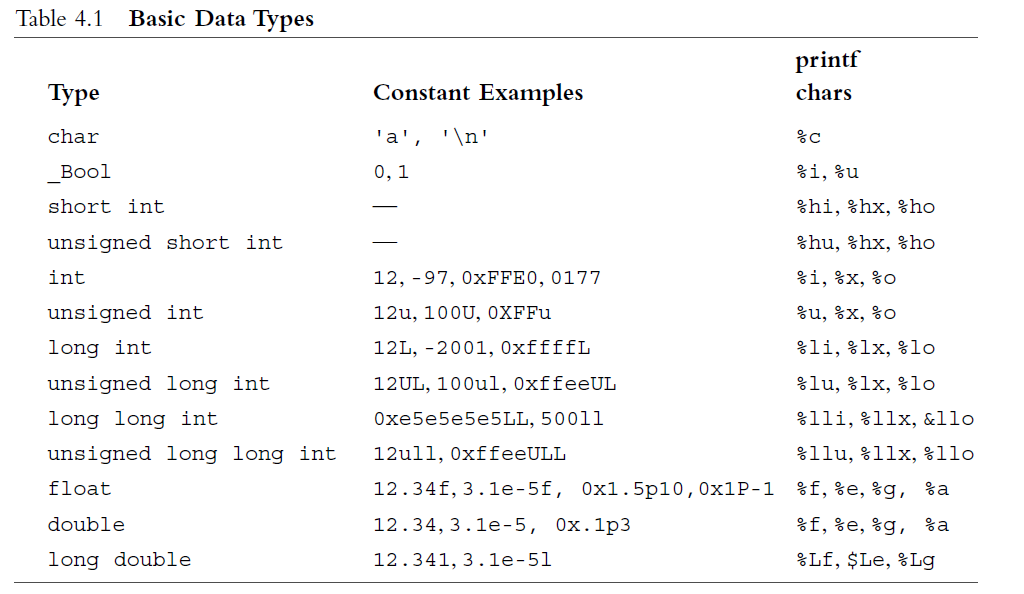 Table 4.1 Basic Data Types
printf
Type Constant Examples chars
char 'a', '\n' %c
_Bool 0, 1 %i, %u
short int — %hi, %hx, %ho
unsigned short int — %hu, %hx, %ho
int 12, -97, 0xFFE0, 0177 %i, %x, %o
unsigned int 12u, 100U, 0XFFu %u, %x, %o
long int 12L, -2001, 0xffffL %li, %lx, %lo
unsigned long int 12UL, 100ul, 0xffeeUL %lu, %lx, %lo
long long int 0xe5e5e5e5LL, 500ll %lli, %llx, &llo
unsigned long long int 12ull, 0xffeeULL %llu, %llx, %llo
float 12.34f, 3.1e-5f, 0x1.5p10, 0x1P-1 %f, %e, %g, %a
double 12.34, 3.1e-5, 0x.1p3 %f, %e, %g, %a
long double 12.341, 3.1e-5l %Lf, $Le, %Lg